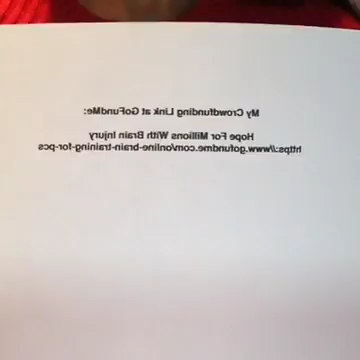 My Crowdfunding Link at GoFundMe:
Hope For Millions With Brain Injury
https://www.gofundme.com/online-brain-training-for-pcs